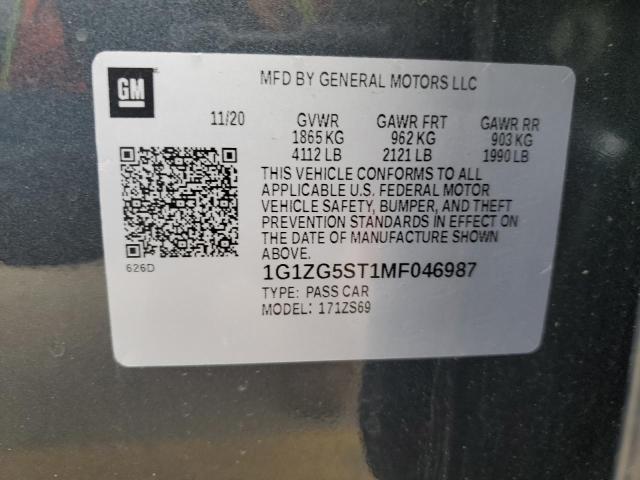 GM
MFD BY GENERAL MOTORS LLC
11/20 GVWR GAWR FRT GAWR RR
1865 KG 962 KG 903 KG
4112 LB 2121 LB 1990 LB
THIS VEHICLE CONFORMS TO ALL
APPLICABLE U.S. FEDERAL MOTOR
VEHICLE SAFETY, BUMPER, AND THEFT
PREVENTION STANDARDS IN EFFECT ON
THE DATE OF MANUFACTURE SHOWN
ABOVE.
626D
1G1ZG5ST1MF046987
TYPE: PASS CAR
MODEL: 171ZS69